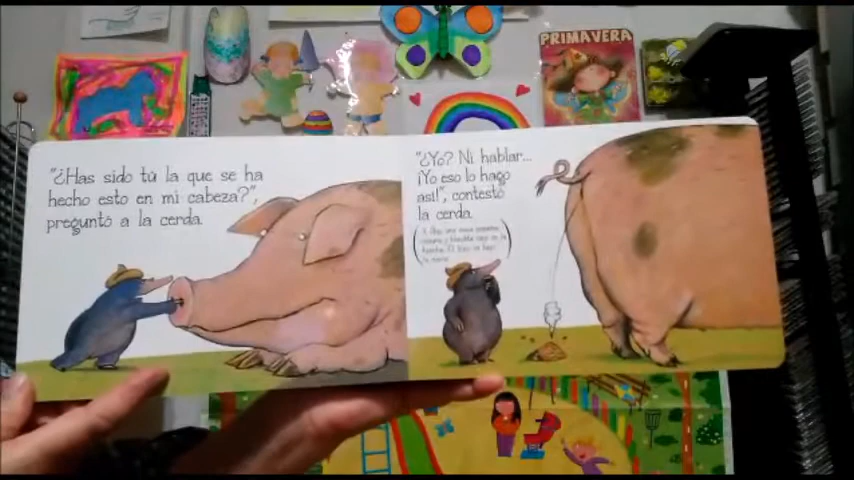 PRIMAVERA
"¿Has sido tú la que se ha
hecho esto en mi cabeza?",
preguntó a la cerda.
"¿Yo? Ni hablar...
¡Yo eso lo hago
así!", contestó
la cerda.